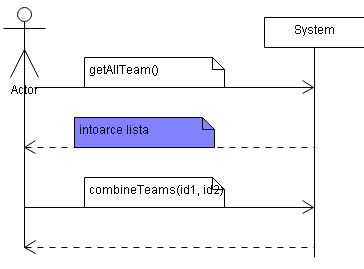 System
getAllTeam()
Actor
intoarce lista
combineTeams(id1, id2)